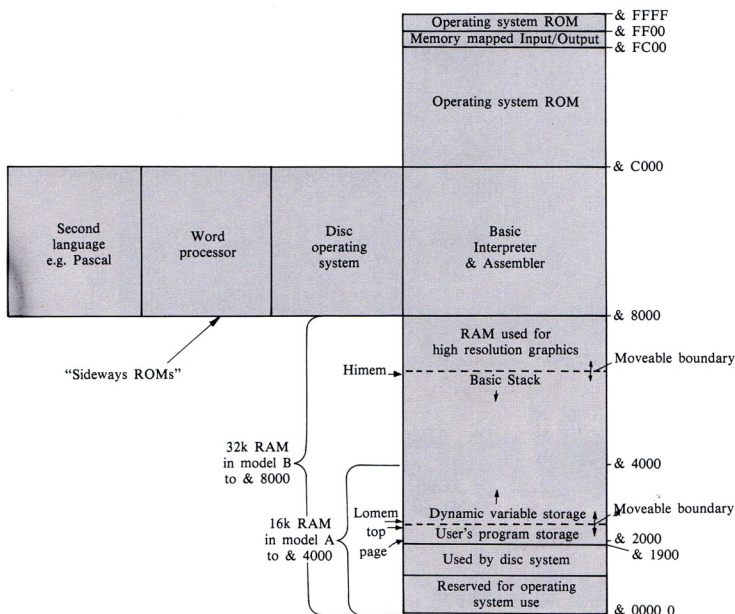 & FFFF
Operating system ROM
& FF00
Memory mapped Input/Output
& FC00
Operating system ROM
& C000
Second
language
e.g. Pascal
Word
processor
Disc
operating
system
Basic
Interpreter
& Assembler
& 8000
RAM used for
high resolution graphics
Moveable boundary
"Sideways ROMs"
Himem
Basic Stack
32k RAM
in model B
to & 8000
& 4000
16k RAM
in model A
to & 4000
Lomem
top
page
Dynamic variable storage
Moveable boundary
User's program storage
& 2000
& 1900
Used by disc system
Reserved for operating
system use
& 0000 0